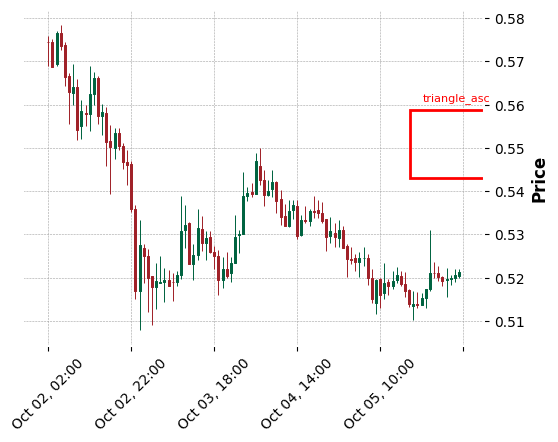 0.58
0.57
triangle_asc
0.56
0.55
0.54
0.53
0.52
0.51
Price
Oct 02, 02:00
Oct 02, 22:00
Oct 03, 18:00
Oct 04, 14:00
Oct 05, 10:00